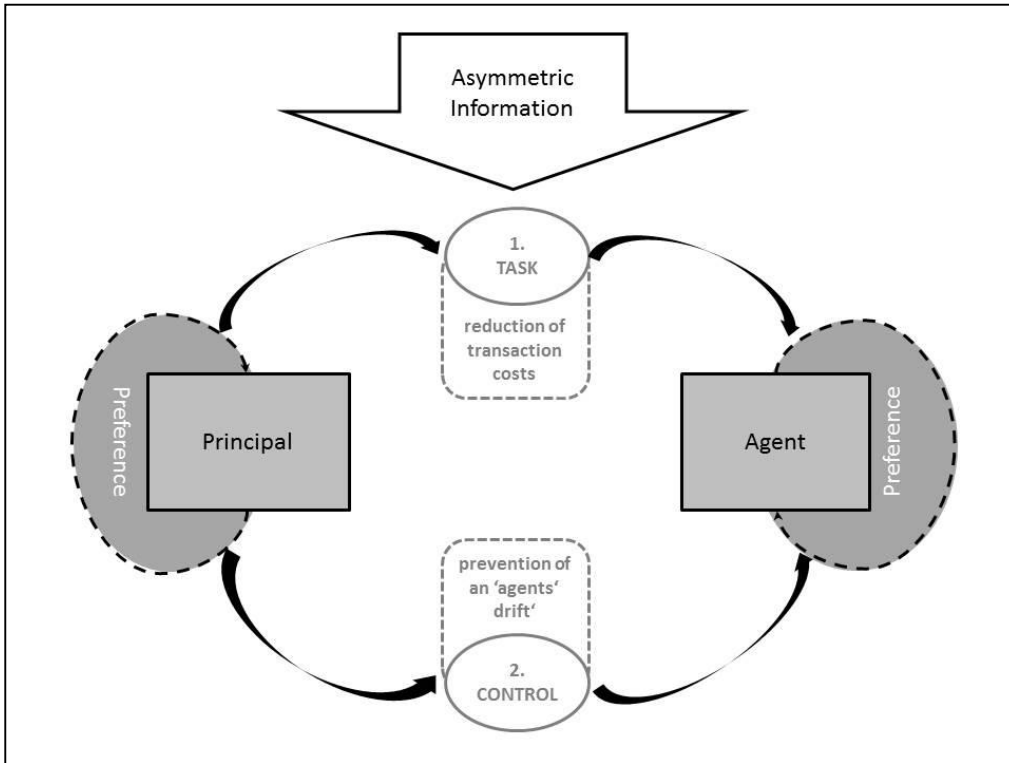 Asymmetric
Information
1.
TASK
reduction of
transaction
costs
Preference
Principal
Agent
Preference
prevention of
an ‘agents‘
drift‘
2.
CONTROL